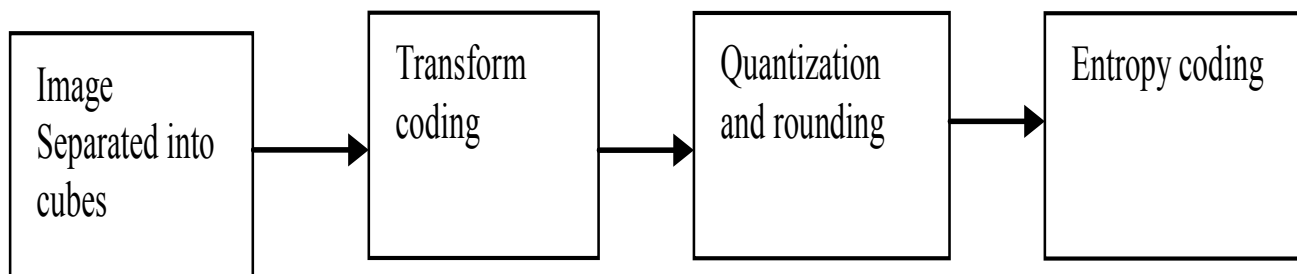 Image
Separated into
cubes
Transform
coding
Quantization
and rounding
Entropy coding